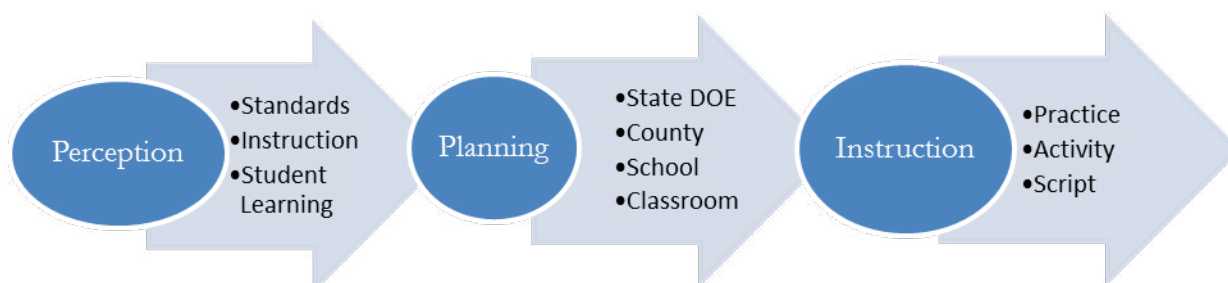 Perception
•Standards
•Instruction
•Student
Learning
Planning
•State DOE
•County
•School
•Classroom
Instruction
•Practice
•Activity
•Script